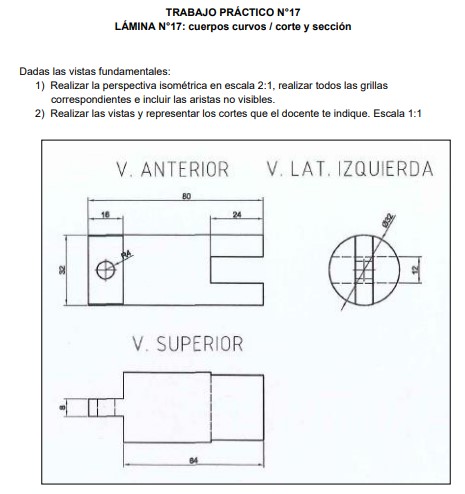 TRABAJO PRÁCTICO N°17
LÁMINA N°17: cuerpos curvos / corte y sección
Dadas las vistas fundamentales:
1) Realizar la perspectiva isométrica en escala 2:1, realizar todos las grillas
correspondientes e incluir las aristas no visibles.
2) Realizar las vistas y representar los cortes que el docente te indique. Escala 1:1
V. ANTERIOR
V. LAT. IZQUIERDA
80
16
24
R4
32
Ø32
12
V. SUPERIOR
8
64